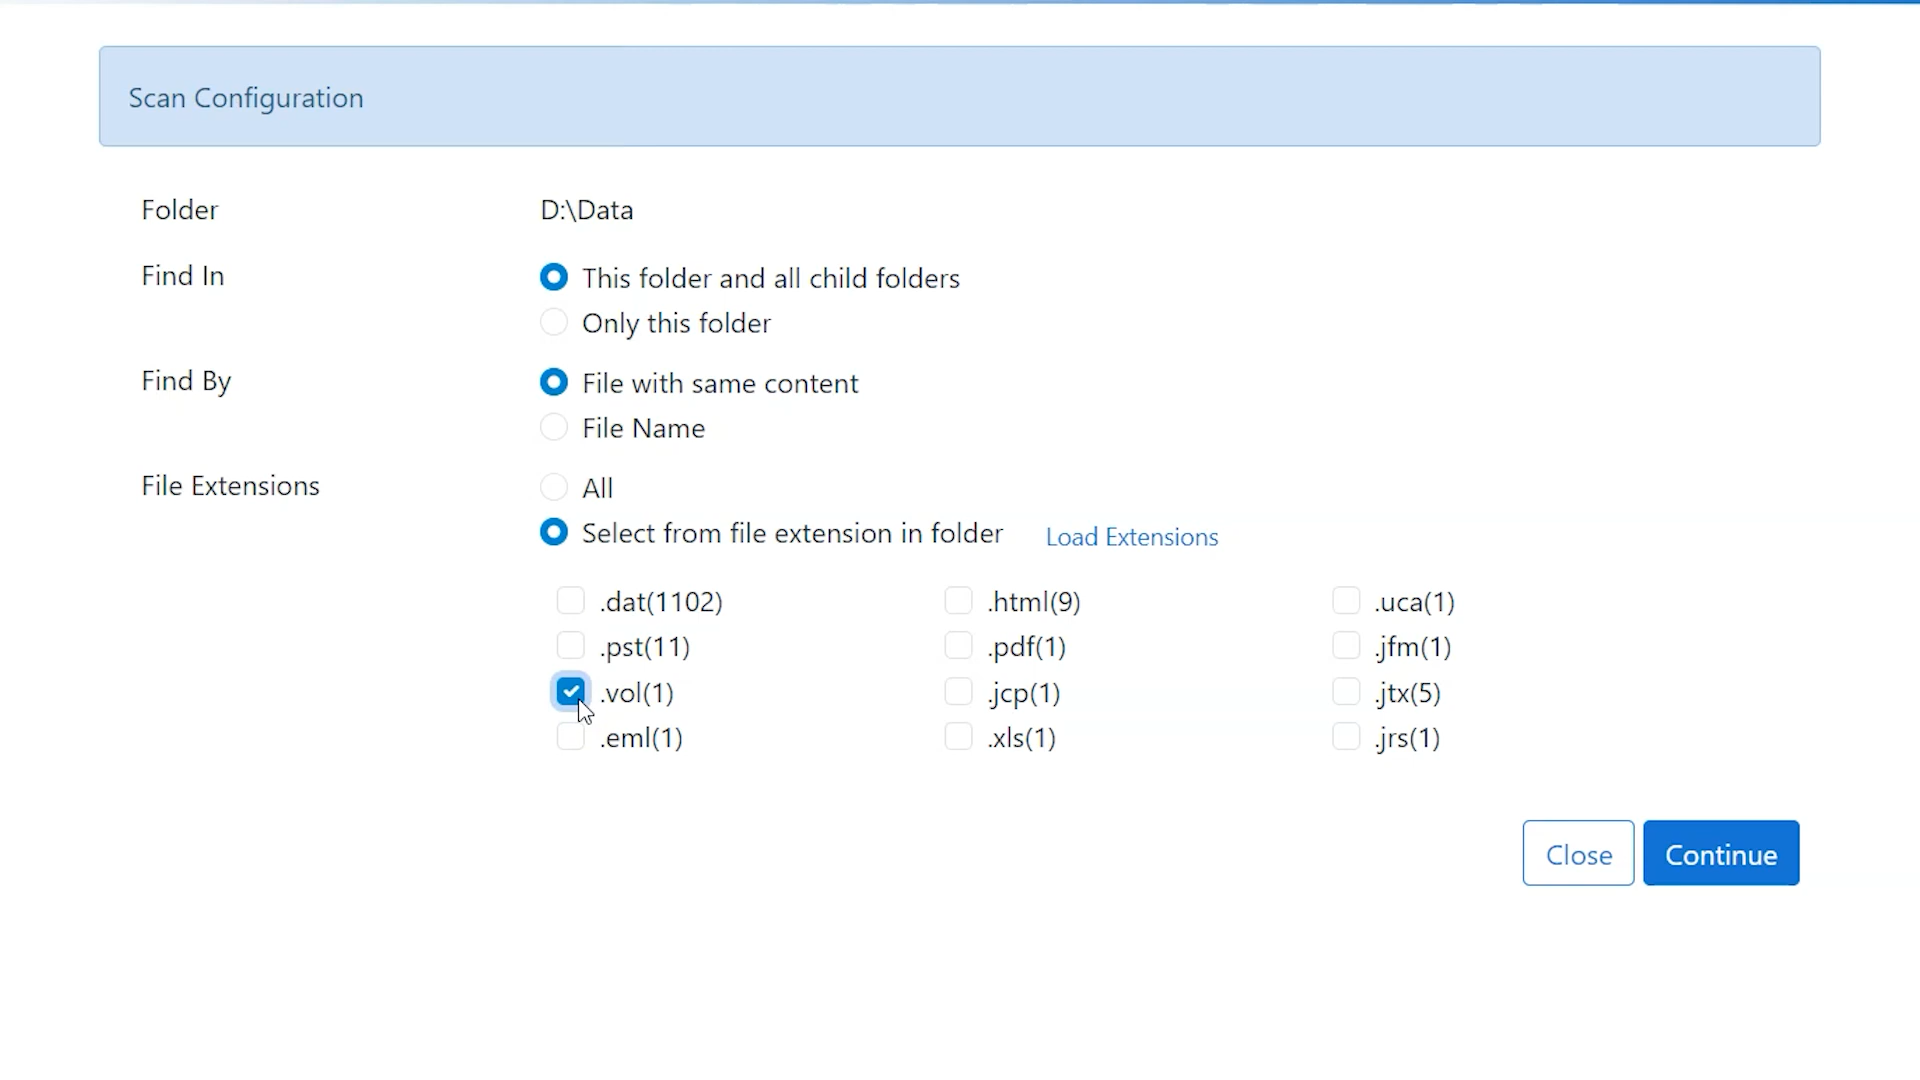 Scan Configuration
Folder D:\Data
Find In This folder and all child folders
Only this folder
Find By File with same content
File Name
File Extensions All
Select from file extension in folder Load Extensions
.dat(1102) .html(9) .uca(1)
.pst(11) .pdf(1) .jfm(1)
.vol(1) .jcp(1) .jtx(5)
.eml(1) .xls(1) .jrs(1)
Close Continue